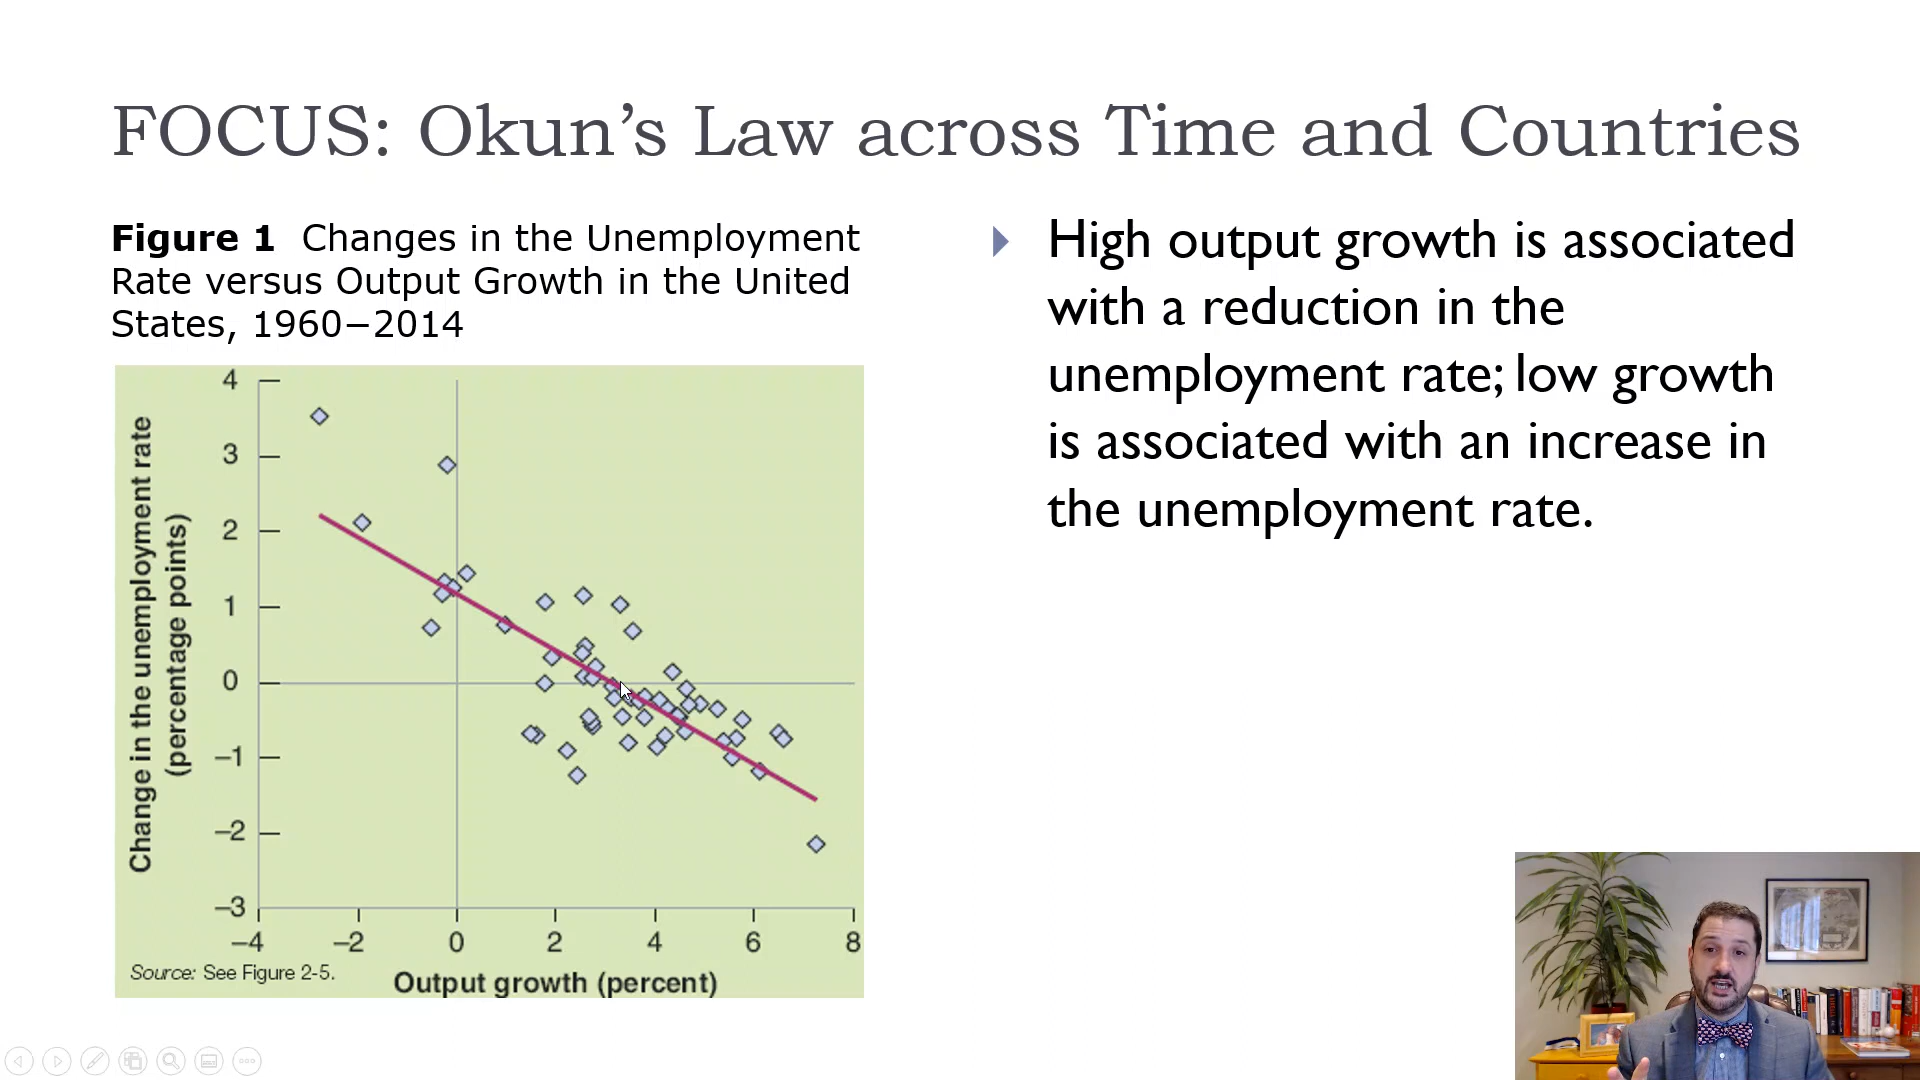 FOCUS: Okun’s Law across Time and Countries
Figure 1 Changes in the Unemployment
Rate versus Output Growth in the United
States, 1960−2014
4
3
2
1
0
–1
–2
–3
Change in the unemployment rate
(percentage points)
–4 –2 0 2 4 6 8
Source: See Figure 2-5.
Output growth (percent)
High output growth is associated
with a reduction in the
unemployment rate; low growth
is associated with an increase in
the unemployment rate.